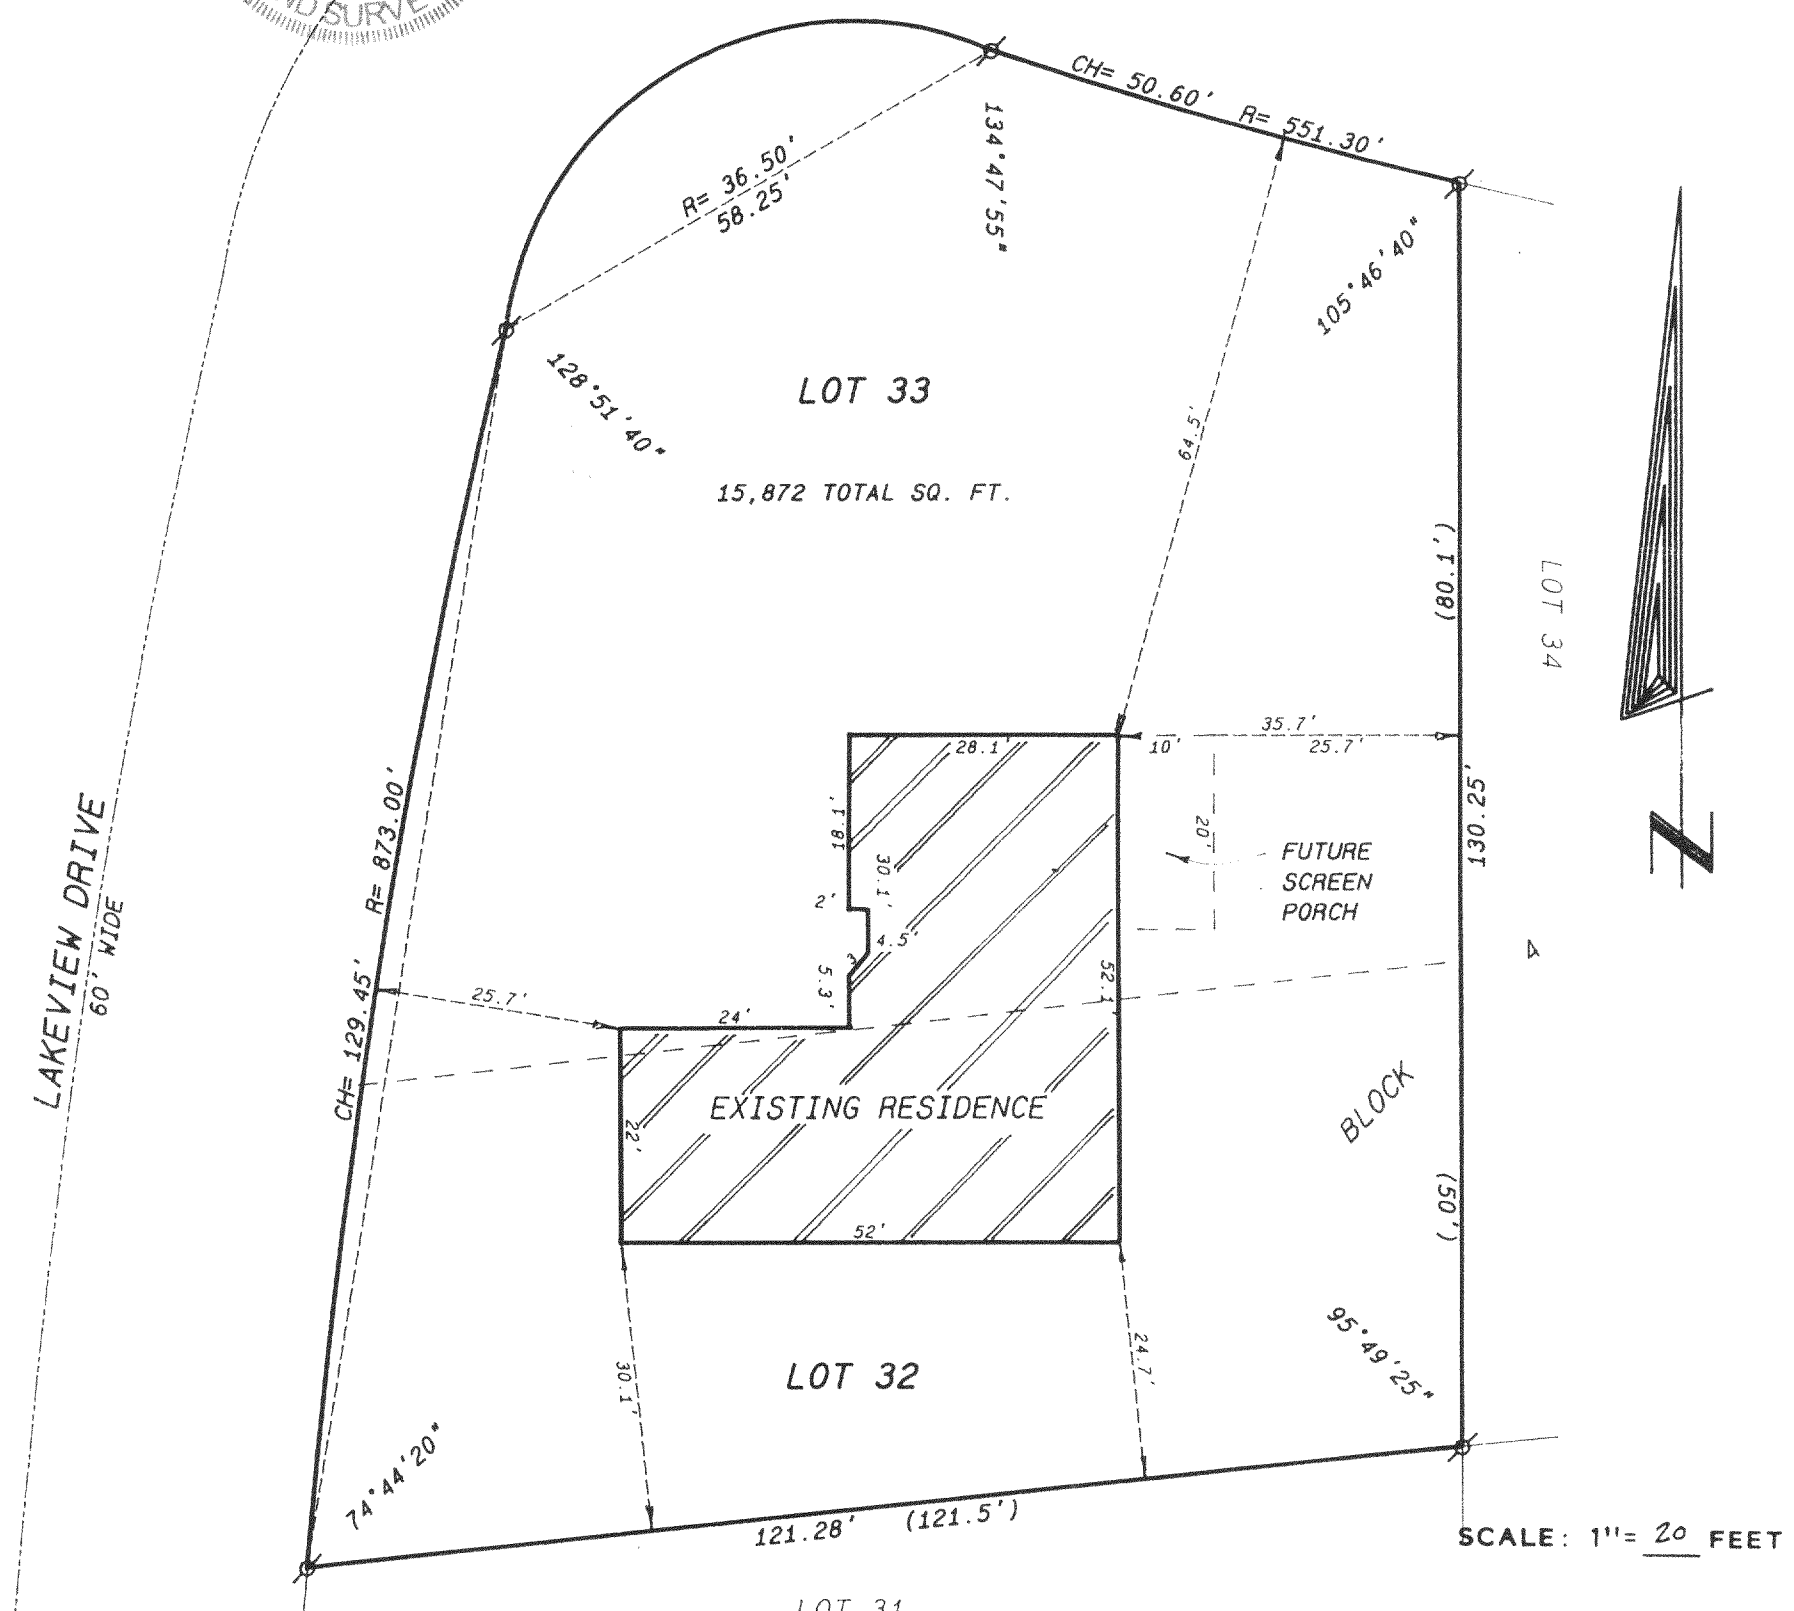 ND SURVE
CH= 50.60' R= 551.30'
R= 36.50'
58.25'
134°47'55"
105°46'40"
128°51'40"
LOT 33
15,872 TOTAL SQ. FT.
64.5'
(80.1')
LOT 34
35.7'
28.1'
10'
25.7'
130.25'
18.1'
30.1'
20'
FUTURE
SCREEN
PORCH
N
2'
4.5'
3
5.3'
52.1'
A
LAKEVIEW DRIVE
60' WIDE
CH= 129.45' R= 873.00'
25.7'
24'
EXISTING RESIDENCE
22'
BLOCK
52'
(50')
30.1'
24.7'
LOT 32
95°49'25"
74°44'20"
121.28' (121.5')
SCALE: 1"= 20 FEET
LOT 31